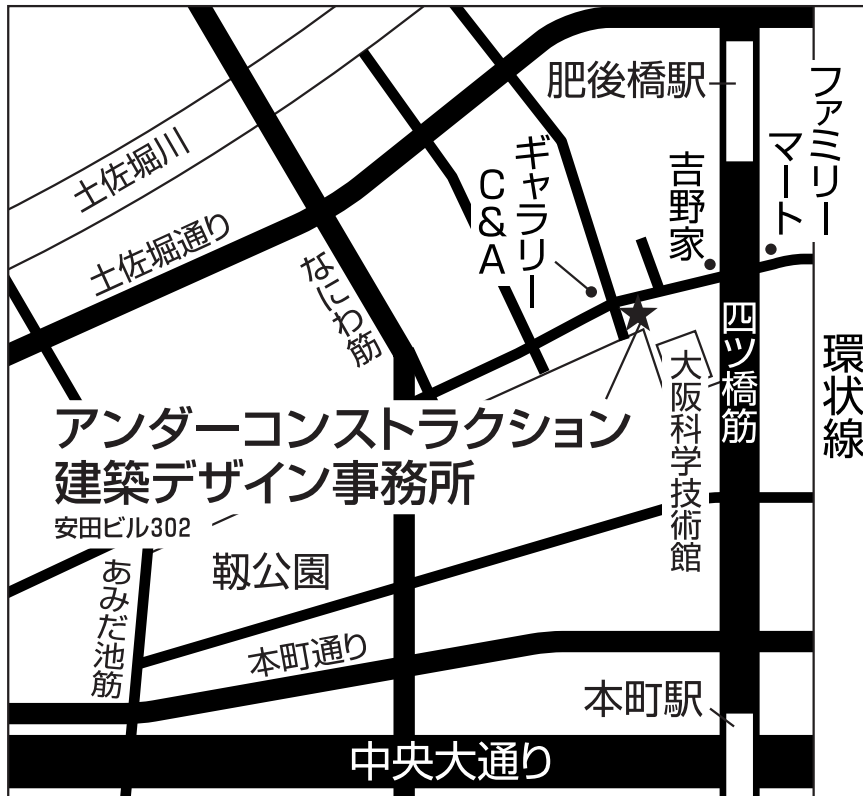 肥後橋駅
ファミリー
マート
土佐堀川
ギャラリー
C&A
吉野家
土佐堀通り
なにわ筋
四ツ橋筋
環状線
大阪科学技術館
アンダーコンストラクション
建築デザイン事務所
安田ビル302
靱公園
あみだ池筋
本町通り
本町駅
中央大通り